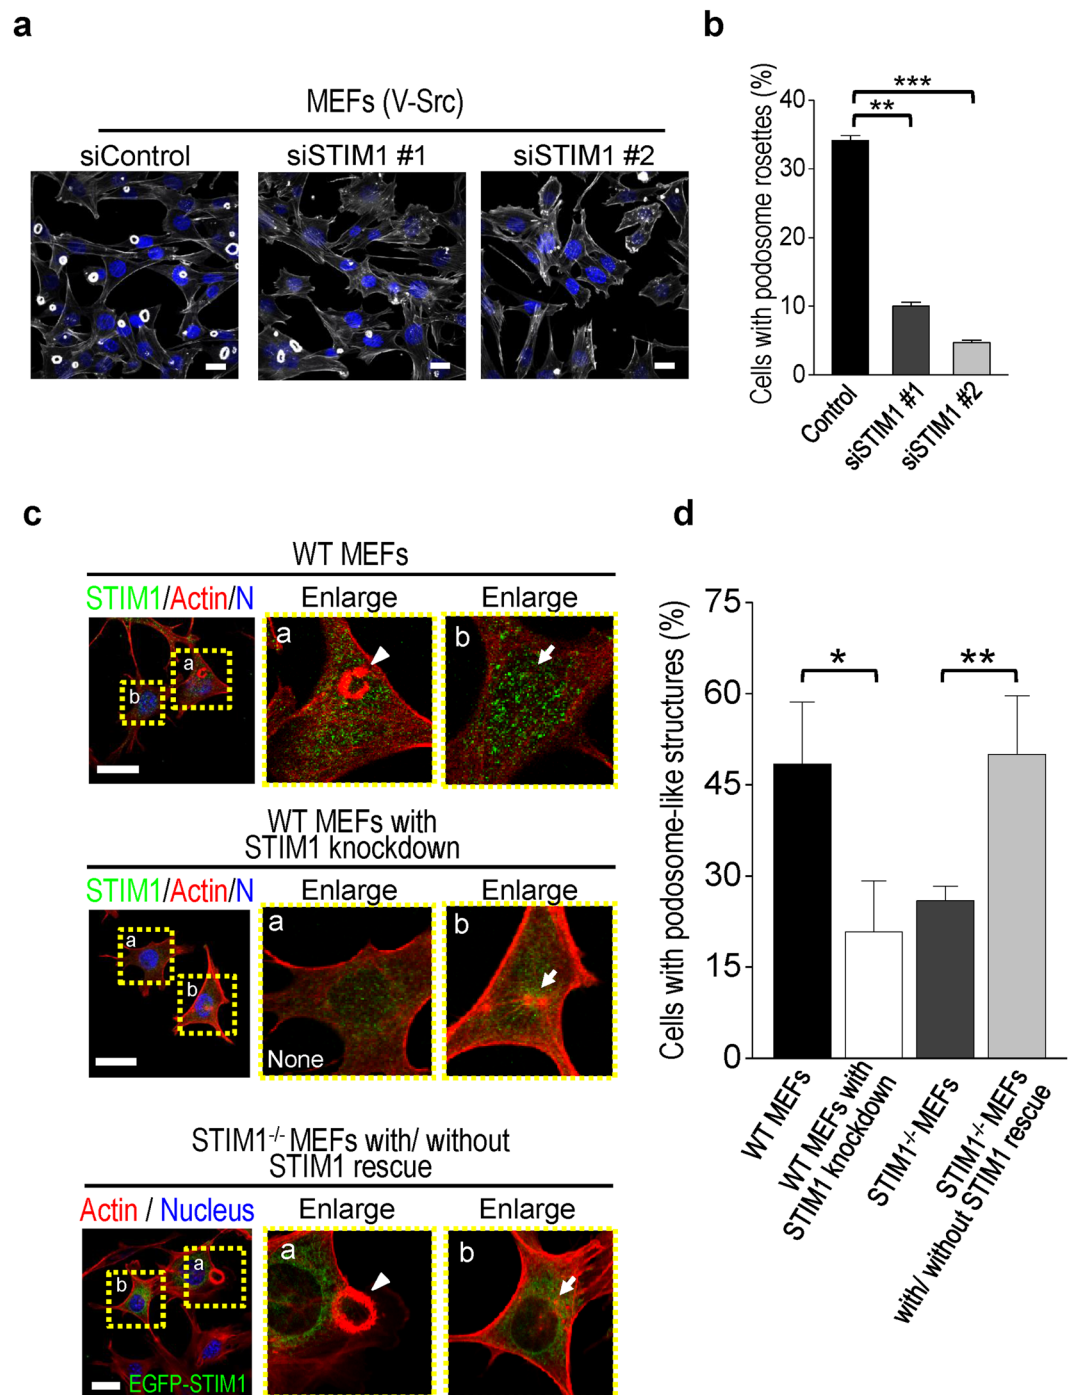 a
MEFs (V-Src)
siControl
siSTIM1 #1
siSTIM1 #2
b
Cells with podosome rosettes (%)
40
30
20
10
0
**
***
Control
siSTIM1 #1
siSTIM1 #2
c
WT MEFs
STIM1/Actin/N
Enlarge
Enlarge
a
b
a
b
WT MEFs with
STIM1 knockdown
STIM1/Actin/N
Enlarge
Enlarge
a
b
a
None
b
STIM1-/- MEFs with/ without
STIM1 rescue
Actin / Nucleus
Enlarge
Enlarge
a
b
EGFP-STIM1
a
b
d
Cells with podosome-like structures (%)
75
60
45
30
15
0
*
**
WT MEFs
WT MEFs with
STIM1 knockdown
STIM1-/- MEFs
STIM1-/- MEFs
with/ without STIM1 rescue